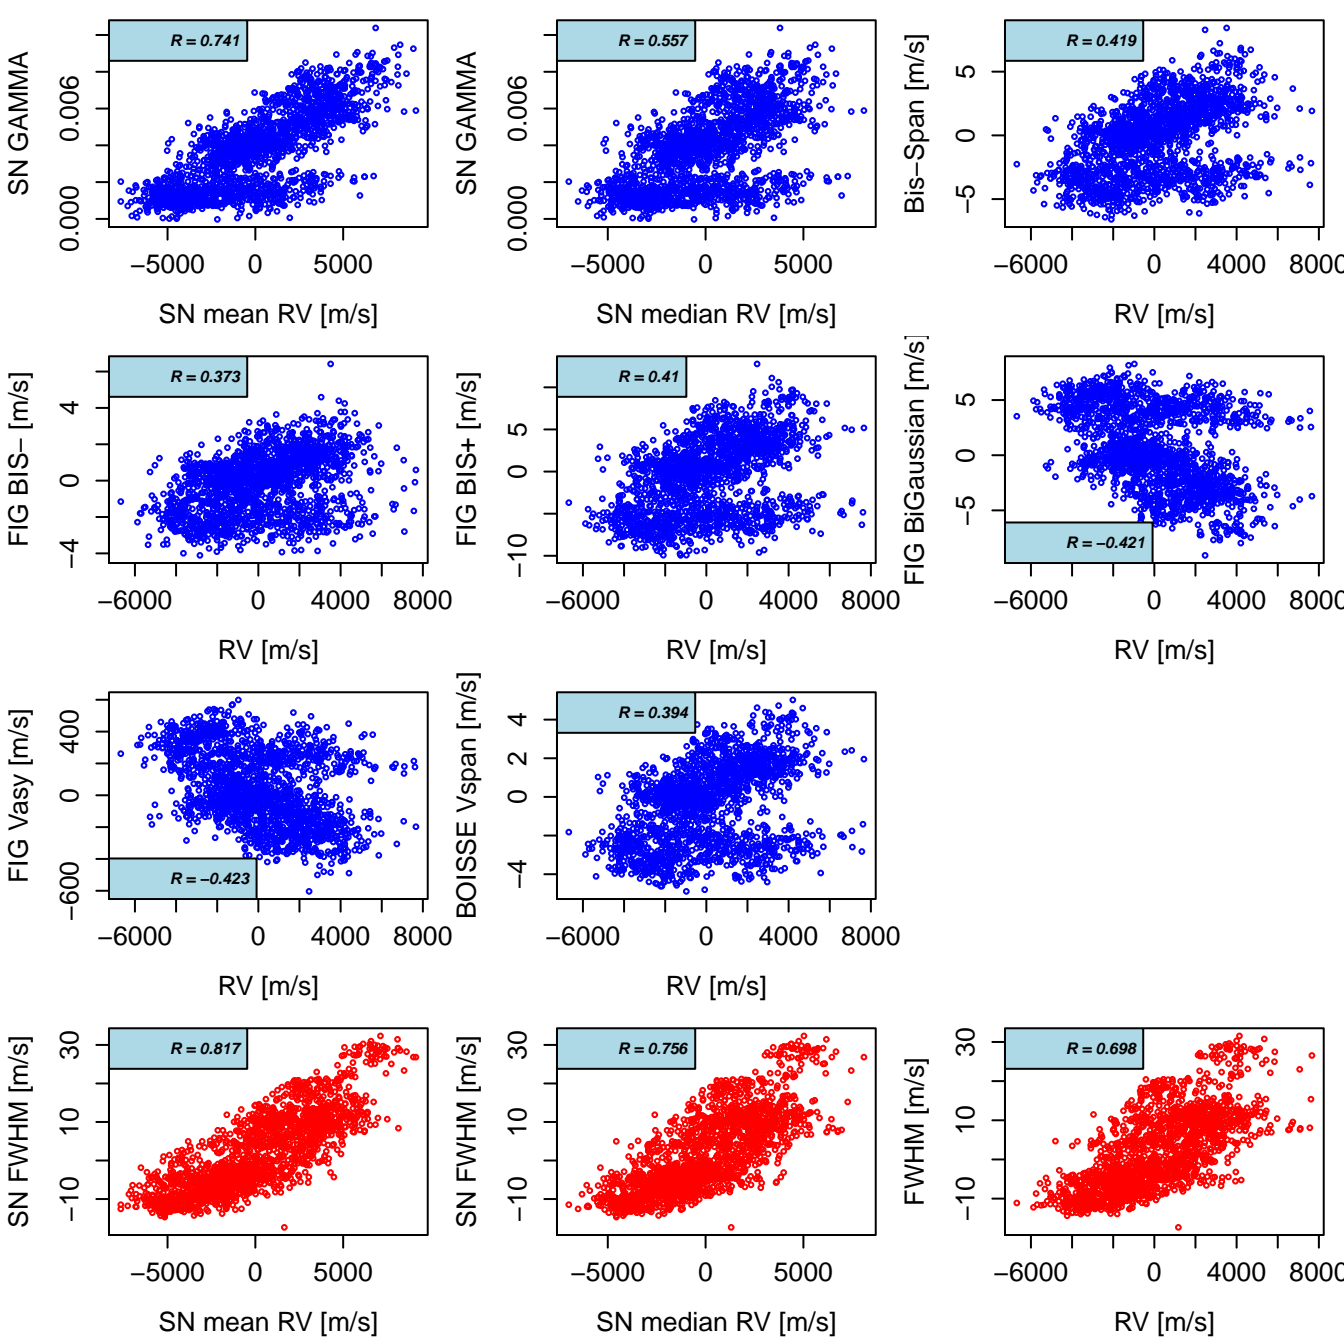 R = 0.741
SN GAMMA
0.000 0.006
−5000 0 5000
SN mean RV [m/s]
R = 0.557
SN GAMMA
0.000 0.006
−5000 0 5000
SN median RV [m/s]
R = 0.419
Bis−Span [m/s]
−5 0 5
−6000 0 4000 8000
RV [m/s]
R = 0.373
FIG BIS− [m/s]
−4 0 4
−6000 0 4000 8000
RV [m/s]
R = 0.41
FIG BIS+ [m/s]
−10 0 5
−6000 0 4000 8000
RV [m/s]
R = −0.421
FIG BiGaussian [m/s]
−5 0 5
−6000 0 4000 8000
RV [m/s]
R = −0.423
FIG Vasy [m/s]
−600 0 400
−6000 0 4000 8000
RV [m/s]
R = 0.394
BOISSE Vspan [m/s]
−4 0 2 4
−6000 0 4000 8000
RV [m/s]
R = 0.817
SN FWHM [m/s]
−10 10 30
−5000 0 5000
SN mean RV [m/s]
R = 0.756
SN FWHM [m/s]
−10 10 30
−5000 0 5000
SN median RV [m/s]
R = 0.698
FWHM [m/s]
−10 10 30
−6000 0 4000 8000
RV [m/s]